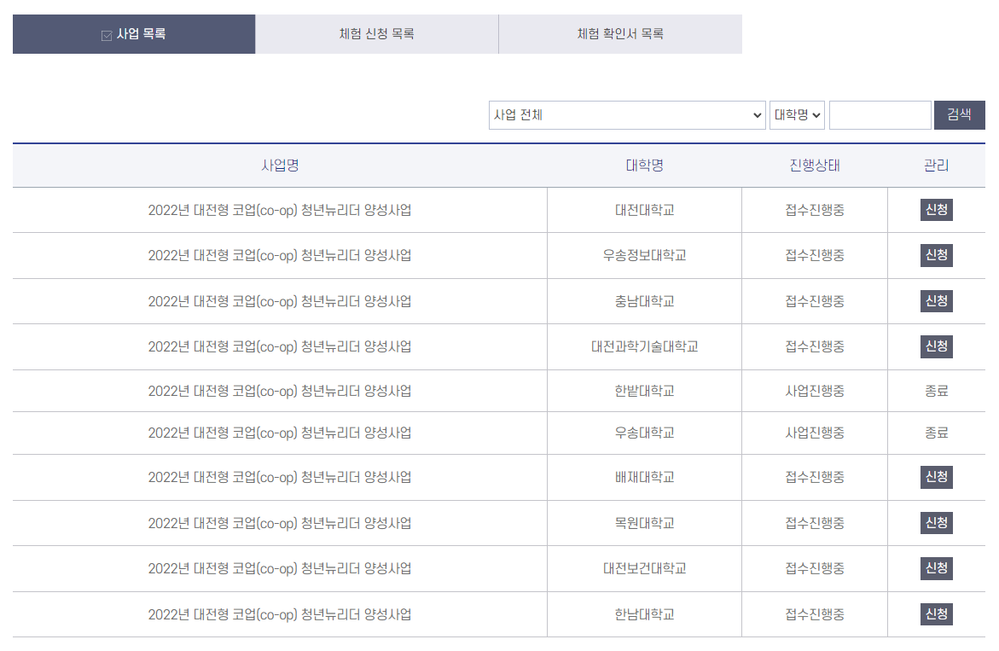 사업 목록 체험 신청 목록 체험 확인서 목록
사업 전체 대학명 검색
사업명 대학명 진행상태 관리
2022년 대전형 코업(co-op) 청년뉴리더 양성사업 대전대학교 접수진행중 신청
2022년 대전형 코업(co-op) 청년뉴리더 양성사업 우송정보대학교 접수진행중 신청
2022년 대전형 코업(co-op) 청년뉴리더 양성사업 충남대학교 접수진행중 신청
2022년 대전형 코업(co-op) 청년뉴리더 양성사업 대전과학기술대학교 접수진행중 신청
2022년 대전형 코업(co-op) 청년뉴리더 양성사업 한밭대학교 사업진행중 종료
2022년 대전형 코업(co-op) 청년뉴리더 양성사업 우송대학교 사업진행중 종료
2022년 대전형 코업(co-op) 청년뉴리더 양성사업 배재대학교 접수진행중 신청
2022년 대전형 코업(co-op) 청년뉴리더 양성사업 목원대학교 접수진행중 신청
2022년 대전형 코업(co-op) 청년뉴리더 양성사업 대전보건대학교 접수진행중 신청
2022년 대전형 코업(co-op) 청년뉴리더 양성사업 한남대학교 접수진행중 신청